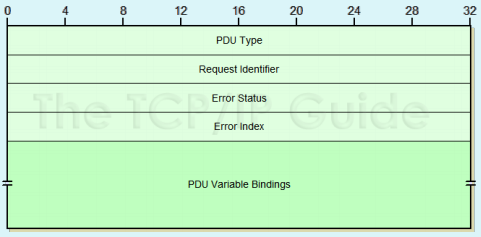 0 4 8 12 16 20 24 28 32
PDU Type
Request Identifier
Error Status
The TCP/IP Guide
Error Index
PDU Variable Bindings